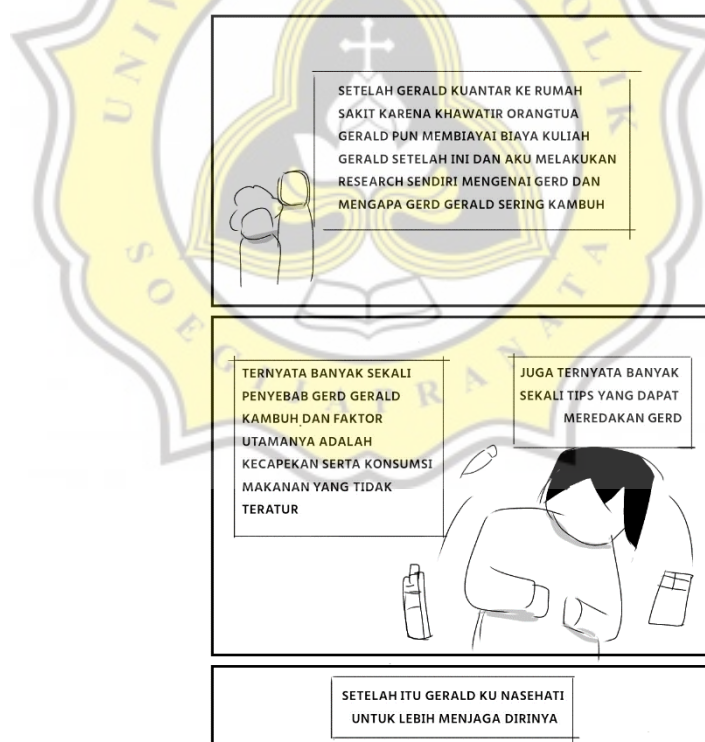 SETELAH GERALD KUANTAR KE RUMAH
SAKIT KARENA KHAWATIR ORANGTUA
GERALD PUN MEMBIAYAI BIAYA KULIAH
GERALD SETELAH INI DAN AKU MELAKUKAN
RESEARCH SENDIRI MENGENAI GERD DAN
MENGAPA GERD GERALD SERING KAMBUH
TERNYATA BANYAK SEKALI
PENYEBAB GERD GERALD
KAMBUH DAN FAKTOR
UTAMANYA ADALAH
KECAPEKAN SERTA KONSUMSI
MAKANAN YANG TIDAK
TERATUR
JUGA TERNYATA BANYAK
SEKALI TIPS YANG DAPAT
MEREDAKAN GERD
SETELAH ITU GERALD KU NASEHATI
UNTUK LEBIH MENJAGA DIRINYA
SOEGIJAPRANATA